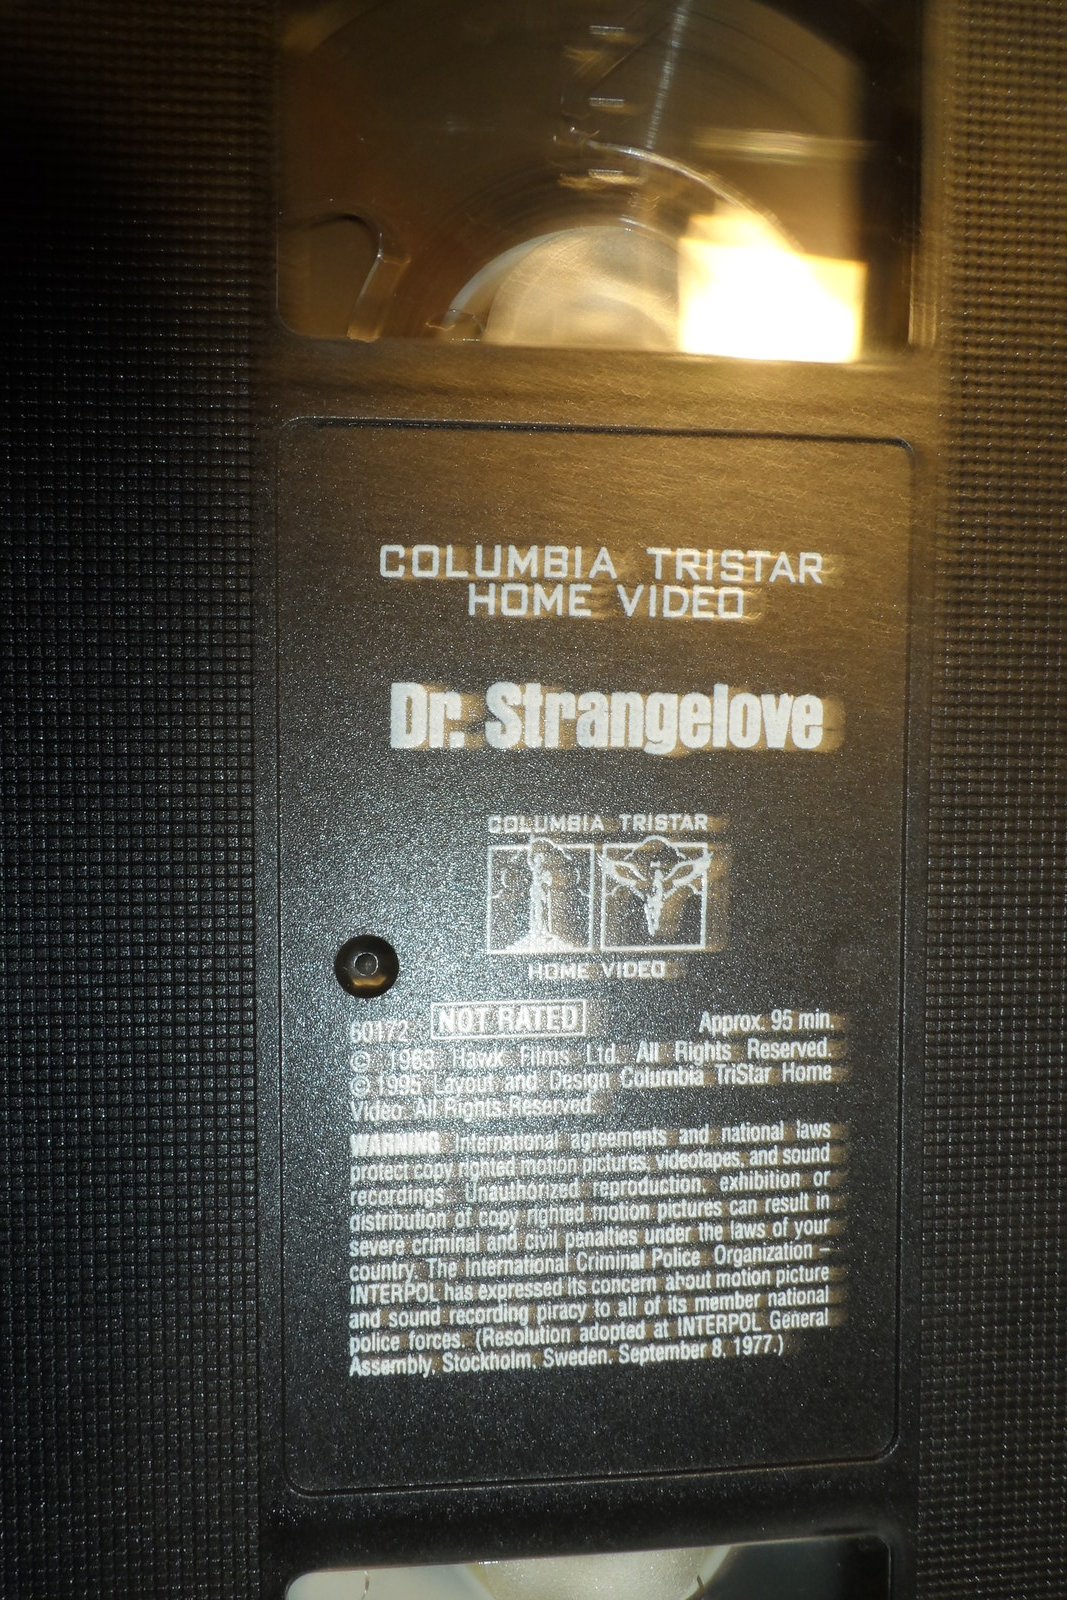 COLUMBIA TRISTAR
HOME VIDEO
Dr. Strangelove
COLUMBIA TRISTAR
HOME VIDEO
60172 NOT RATED Approx. 95 min.
© 1963 Hawk Films Ltd. All Rights Reserved.
© 1995 Layout and Design Columbia TriStar Home
Video. All Rights Reserved.
WARNING: International agreements and national laws
protect copy righted motion pictures, videotapes, and sound
recordings. Unauthorized reproduction, exhibition or
distribution of copy righted motion pictures can result in
severe criminal and civil penalties under the laws of your
country. The International Criminal Police Organization –
INTERPOL has expressed its concern about motion picture
and sound recording piracy to all of its member national
police forces. (Resolution adopted at INTERPOL General
Assembly, Stockholm, Sweden, September 8, 1977.)